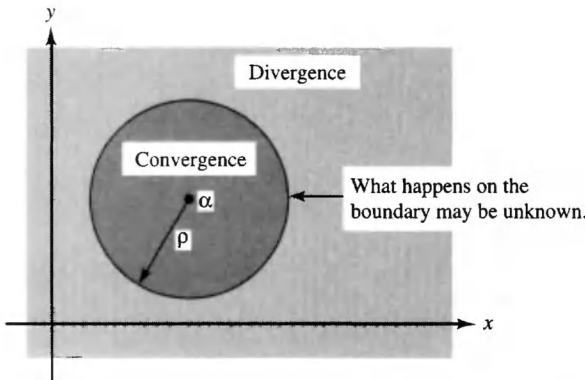 y
Divergence
Convergence
α
What happens on the
boundary may be unknown.
ρ
x